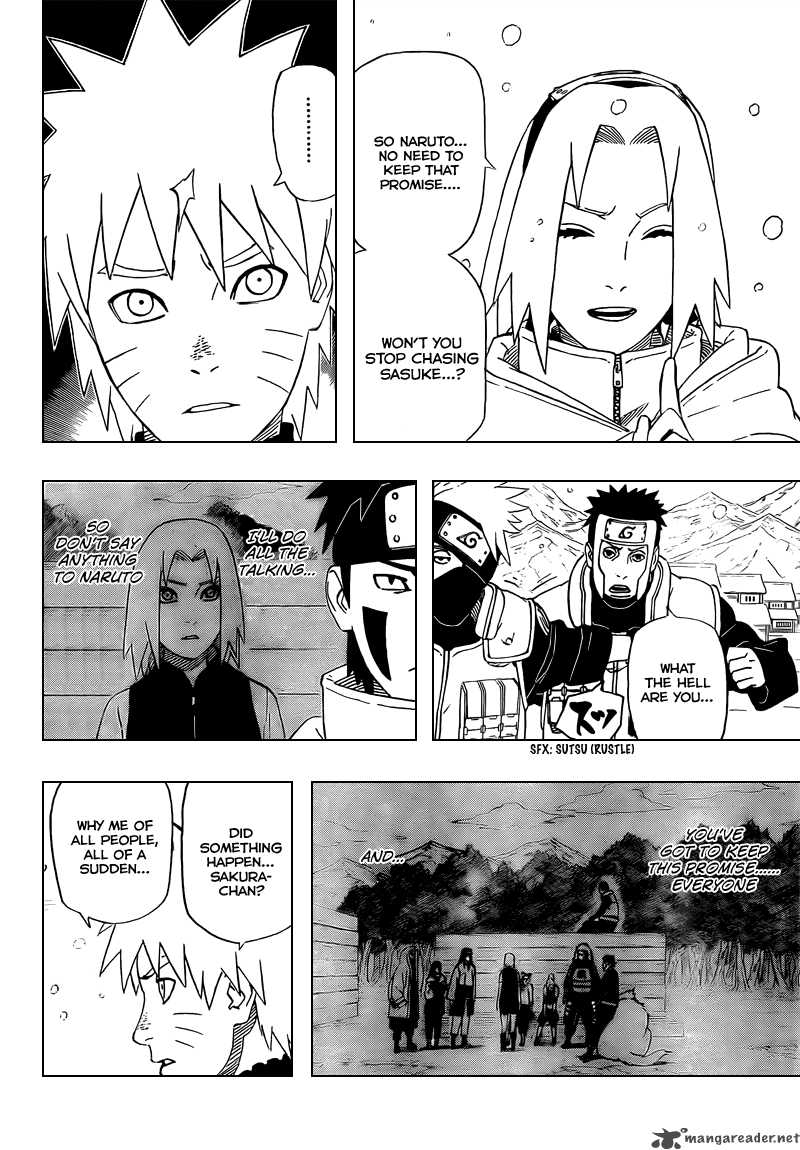 SO NARUTO...
NO NEED TO
KEEP THAT
PROMISE....
WON'T YOU
STOP CHASING
SASUKE...?
..........
WHAT
THE HELL
ARE YOU...
ズッ
SFX: SUTSU (RUSTLE)
I'LL DO
ALL THE
TALKING...
SO
DON'T SAY
ANYTHING
TO NARUTO
YOU'VE
GOT TO KEEP
THIS PROMISE......
EVERYONE
AND...
DID
SOMETHING
HAPPEN...
SAKURA-
CHAN?
WHY ME OF
ALL PEOPLE,
ALL OF A
SUDDEN...
mangareader.net